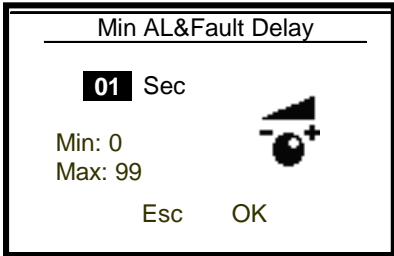 Min AL&Fault Delay
01 Sec
Min: 0
Max: 99
Esc OK